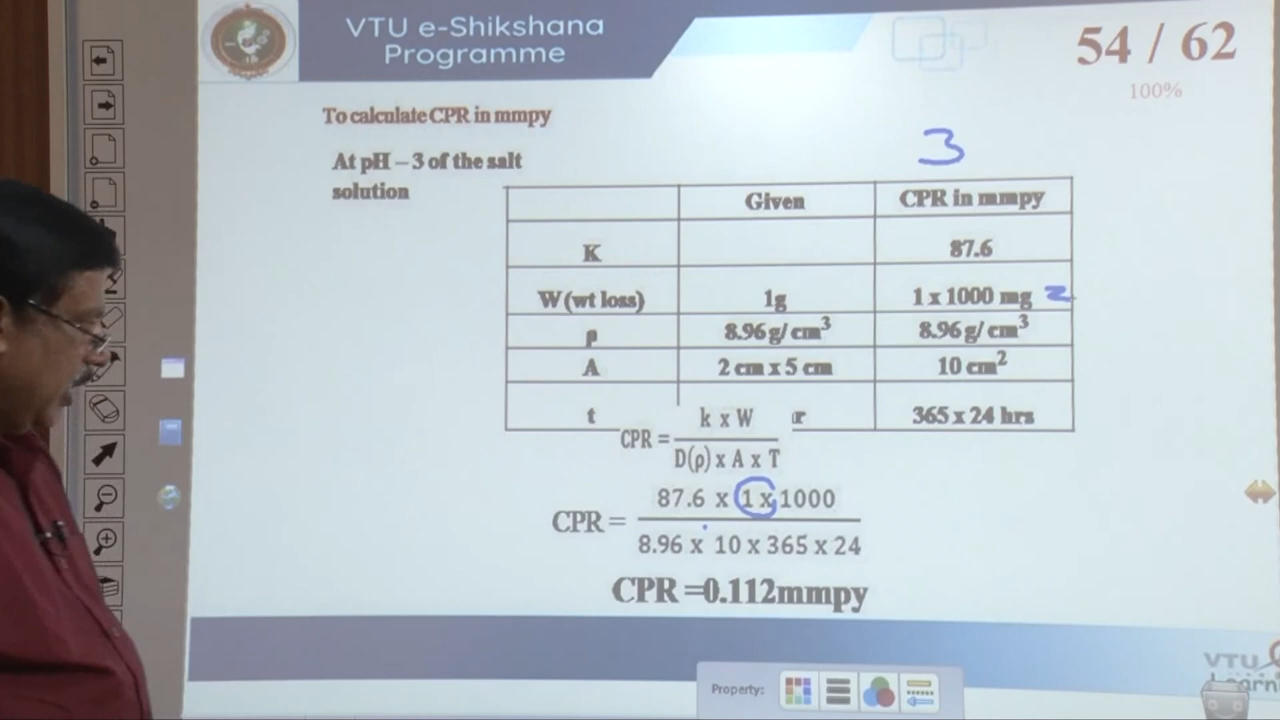 VTU e-Shikshana
Programme
54 / 62
100%
To calculate CPR in mmpy
At pH – 3 of the salt
solution
3
Given CPR in mmpy
K 87.6
W (wt loss) 1g 1 x 1000 mg
ρ 8.96 g/ cm³ 8.96 g/ cm³
A 2 cm x 5 cm 10 cm²
t 365 x 24 hrs
k x W
CPR =
D(ρ) x A x T
87.6 x 1 x 1000
CPR =
8.96 x 10 x 365 x 24
CPR =0.112mmpy
VTU
Learn
Property: